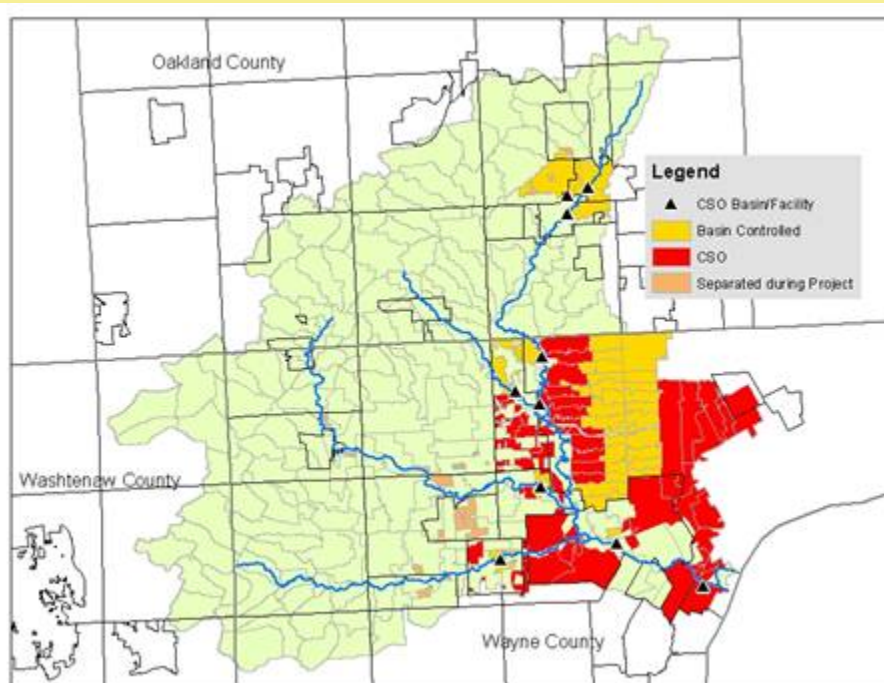 Oakland County
Legend
CSO Basin/Facility
Basin Controlled
CSO
Separated during Project
Washtenaw County
Wayne County